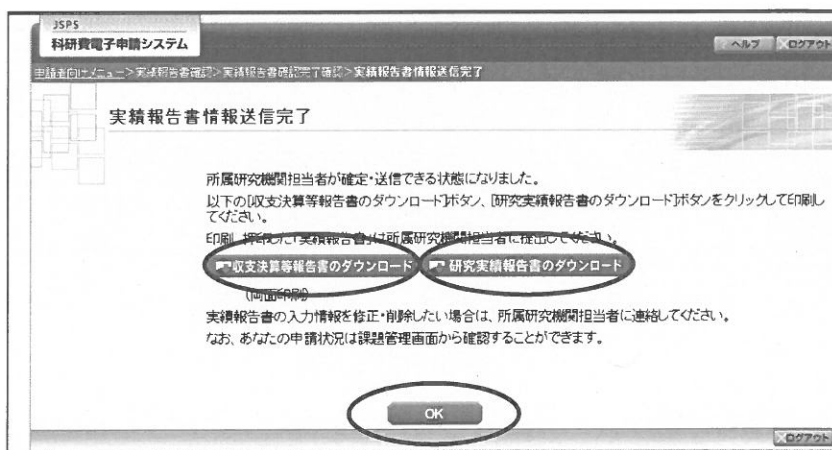 JSPS
科研費電子申請システム
ヘルプ
ログアウト
申請者向けメニュー>実績報告書確認>実績報告書確認完了確認>実績報告書情報送信完了
実績報告書情報送信完了
所属研究機関担当者が確定・送信できる状態になりました。
以下の[収支決算等報告書のダウンロード]ボタン、[研究実績報告書のダウンロード]ボタンをクリックして印刷し
てください。
印刷、押印した「実績報告書」は所属研究機関担当者に提出してください。
収支決算等報告書のダウンロード
研究実績報告書のダウンロード
(両面印刷)
実績報告書の入力情報を修正・削除したい場合は、所属研究機関担当者に連絡してください。
なお、あなたの申請状況は課題管理画面から確認することができます。
OK
ログアウト